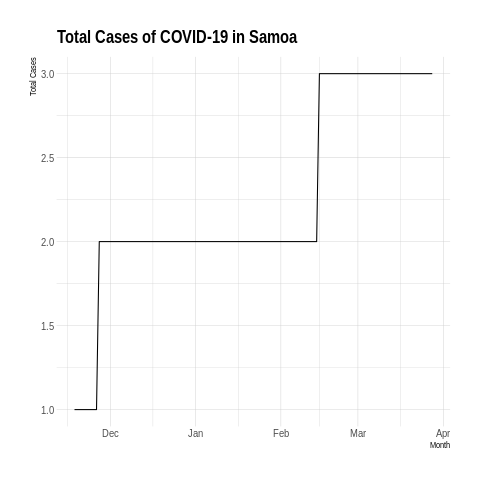 Total Cases of COVID-19 in Samoa
Total Cases
3.0
2.5
2.0
1.5
1.0
Dec Jan Feb Mar Apr
Month